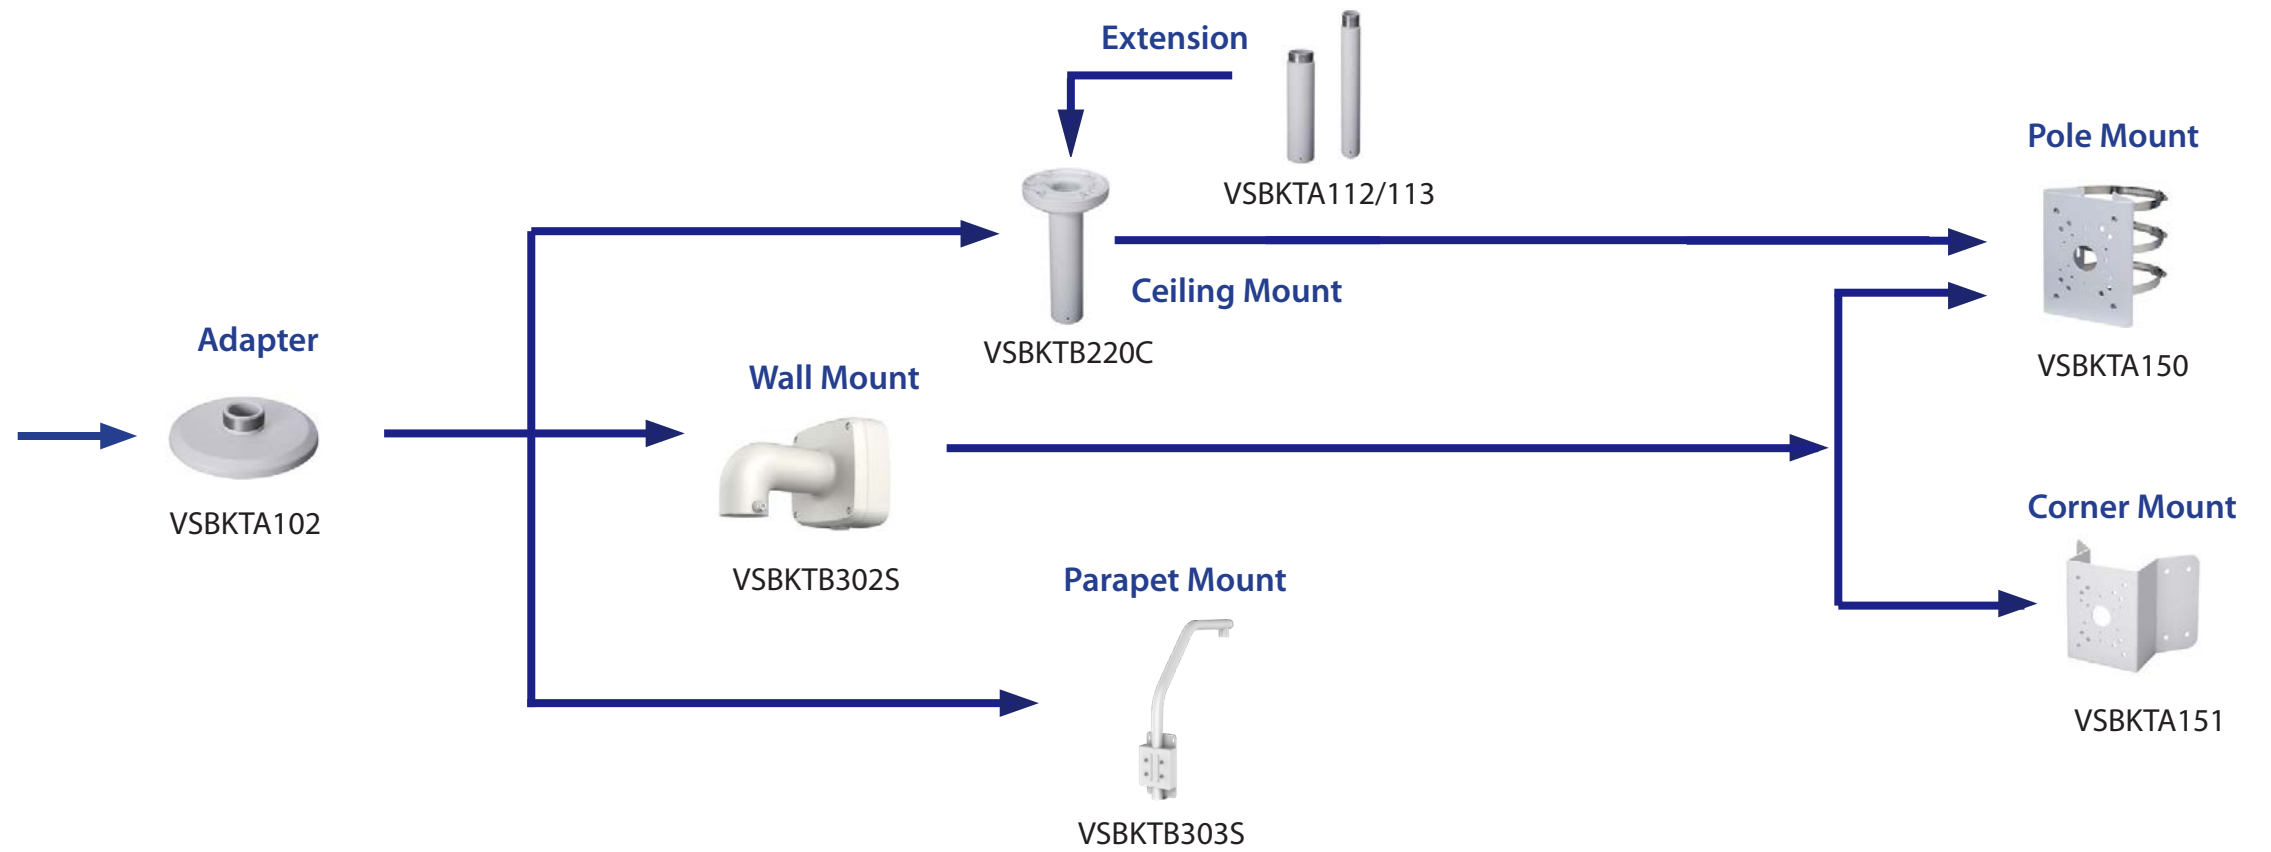 Extension
VSBKTA112/113
Pole Mount
VSBKTA150
Ceiling Mount
VSBKTB220C
Adapter
VSBKTA102
Wall Mount
VSBKTB302S
Parapet Mount
VSBKTB303S
Corner Mount
VSBKTA151